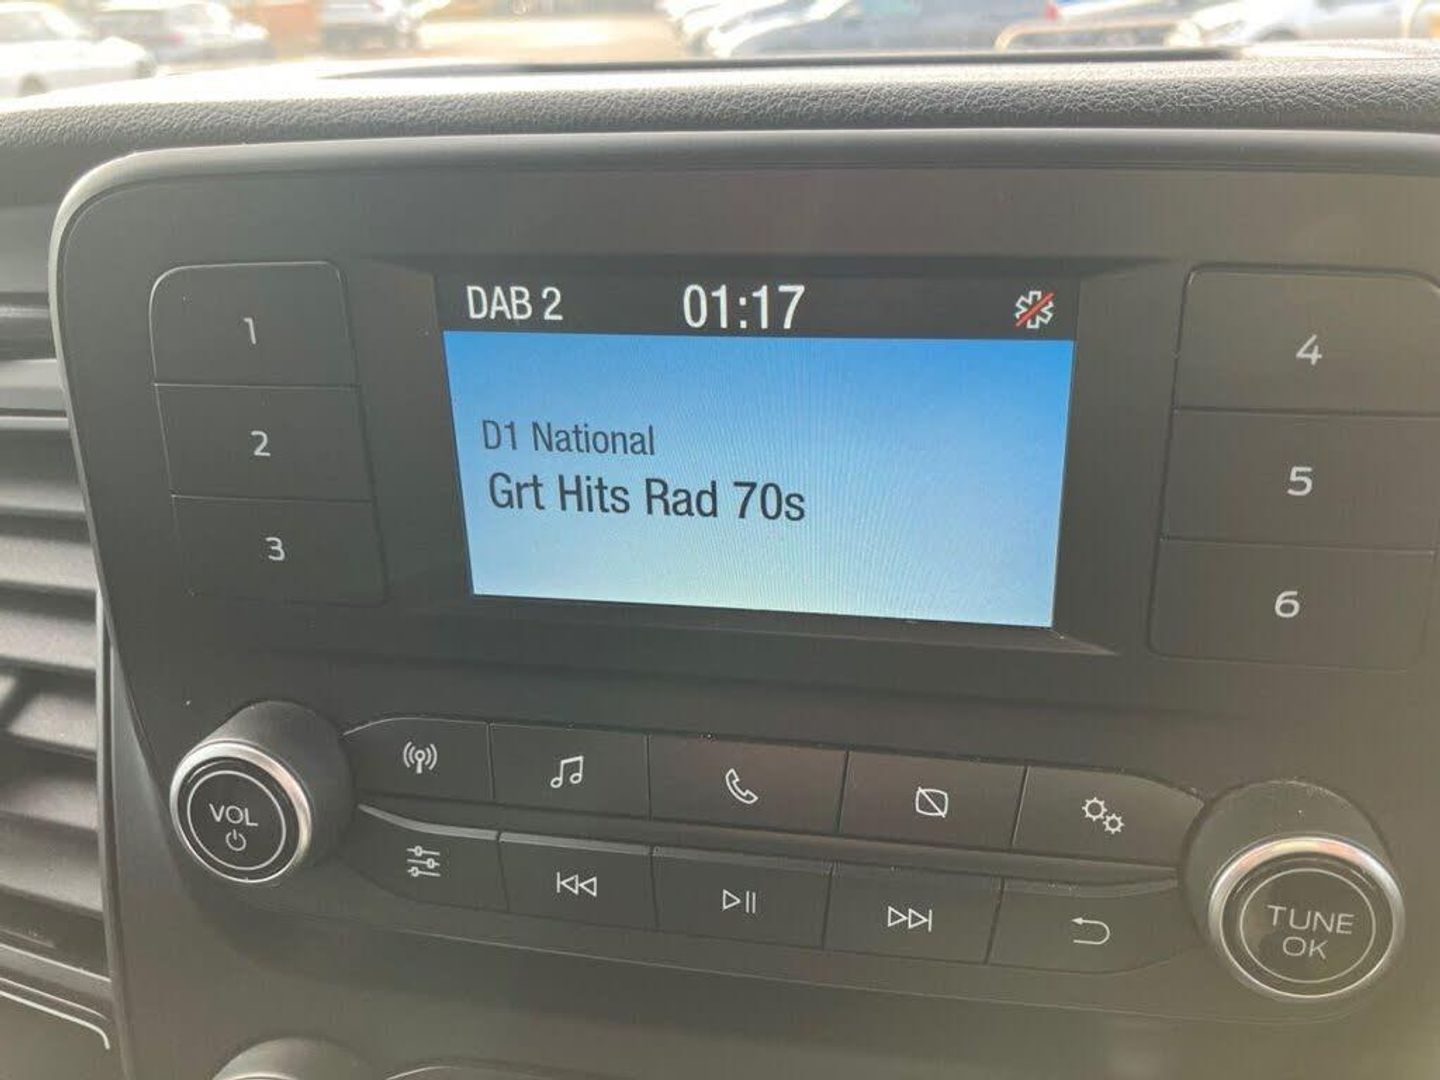 DAB 2 01:17
D1 National
Grt Hits Rad 70s
1
2
3
4
5
6
VOL
TUNE
OK